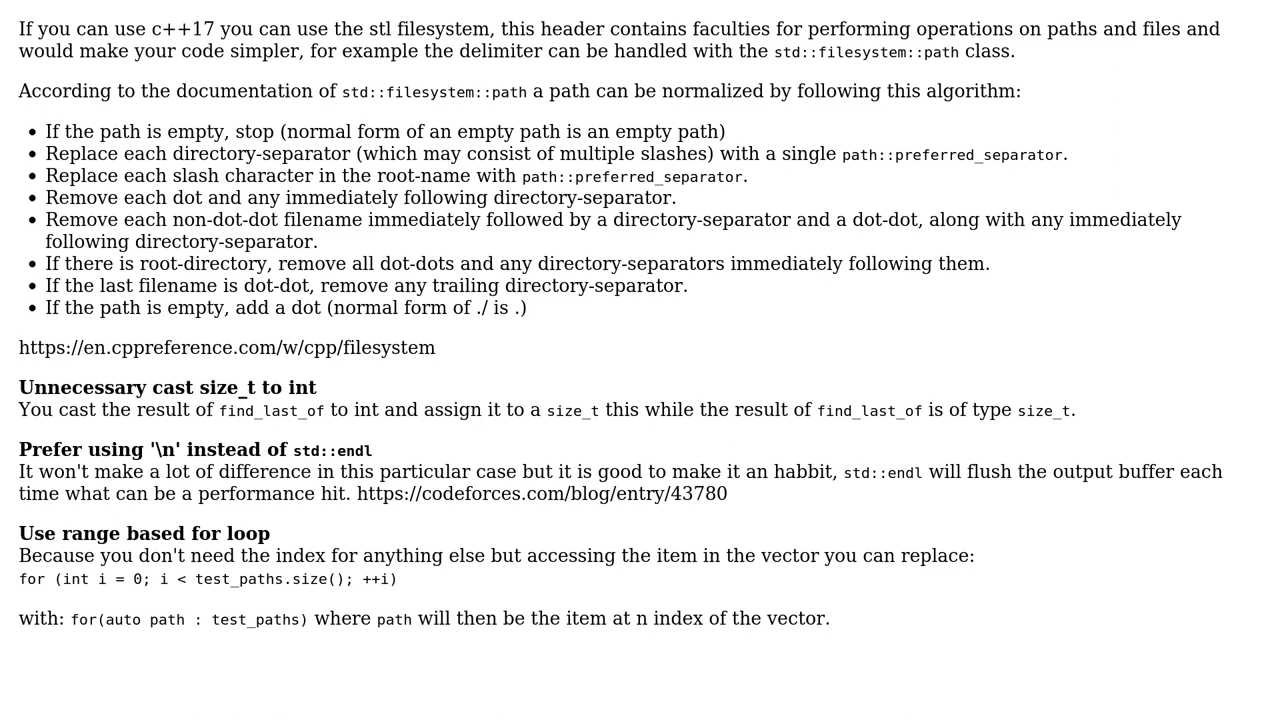 If you can use c++17 you can use the stl filesystem, this header contains faculties for performing operations on paths and files and
would make your code simpler, for example the delimiter can be handled with the std::filesystem::path class.
According to the documentation of std::filesystem::path a path can be normalized by following this algorithm:
• If the path is empty, stop (normal form of an empty path is an empty path)
• Replace each directory-separator (which may consist of multiple slashes) with a single path::preferred_separator.
• Replace each slash character in the root-name with path::preferred_separator.
• Remove each dot and any immediately following directory-separator.
• Remove each non-dot-dot filename immediately followed by a directory-separator and a dot-dot, along with any immediately
following directory-separator.
• If there is root-directory, remove all dot-dots and any directory-separators immediately following them.
• If the last filename is dot-dot, remove any trailing directory-separator.
• If the path is empty, add a dot (normal form of ./ is .)
https://en.cppreference.com/w/cpp/filesystem
Unnecessary cast size_t to int
You cast the result of find_last_of to int and assign it to a size_t this while the result of find_last_of is of type size_t.
Prefer using '\n' instead of std::endl
It won't make a lot of difference in this particular case but it is good to make it an habbit, std::endl will flush the output buffer each
time what can be a performance hit. https://codeforces.com/blog/entry/43780
Use range based for loop
Because you don't need the index for anything else but accessing the item in the vector you can replace:
for (int i = 0; i < test_paths.size(); ++i)
with: for(auto path : test_paths) where path will then be the item at n index of the vector.